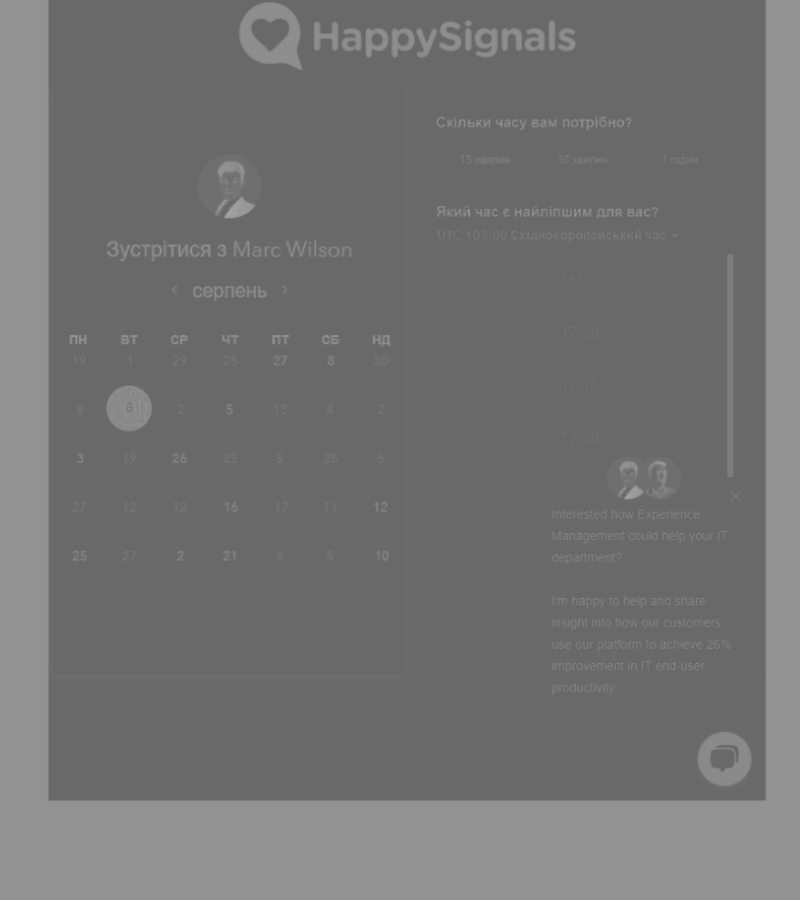 HappySignals
Зустрітися з Marc Wilson
серпень
ПН ВТ СР ЧТ ПТ СБ НД
19 1 29 25 27 8 30
8 8 2 5 13 4 2
3 19 26 22 5 25 6
27 12 12 16 17 11 12
25 27 2 21 6 5 10
Скільки часу вам потрібно?
15 хвилин 30 хвилин 1 годин
Який час є найліпшим для вас?
UTC +03:00 Східноєвропейський час
17:00
17:15
17:30
Interested how Experience
Management could help your IT
department?
I'm happy to help and share
insight into how our customers
use our platform to achieve 26%
improvement in IT end-user
productivity